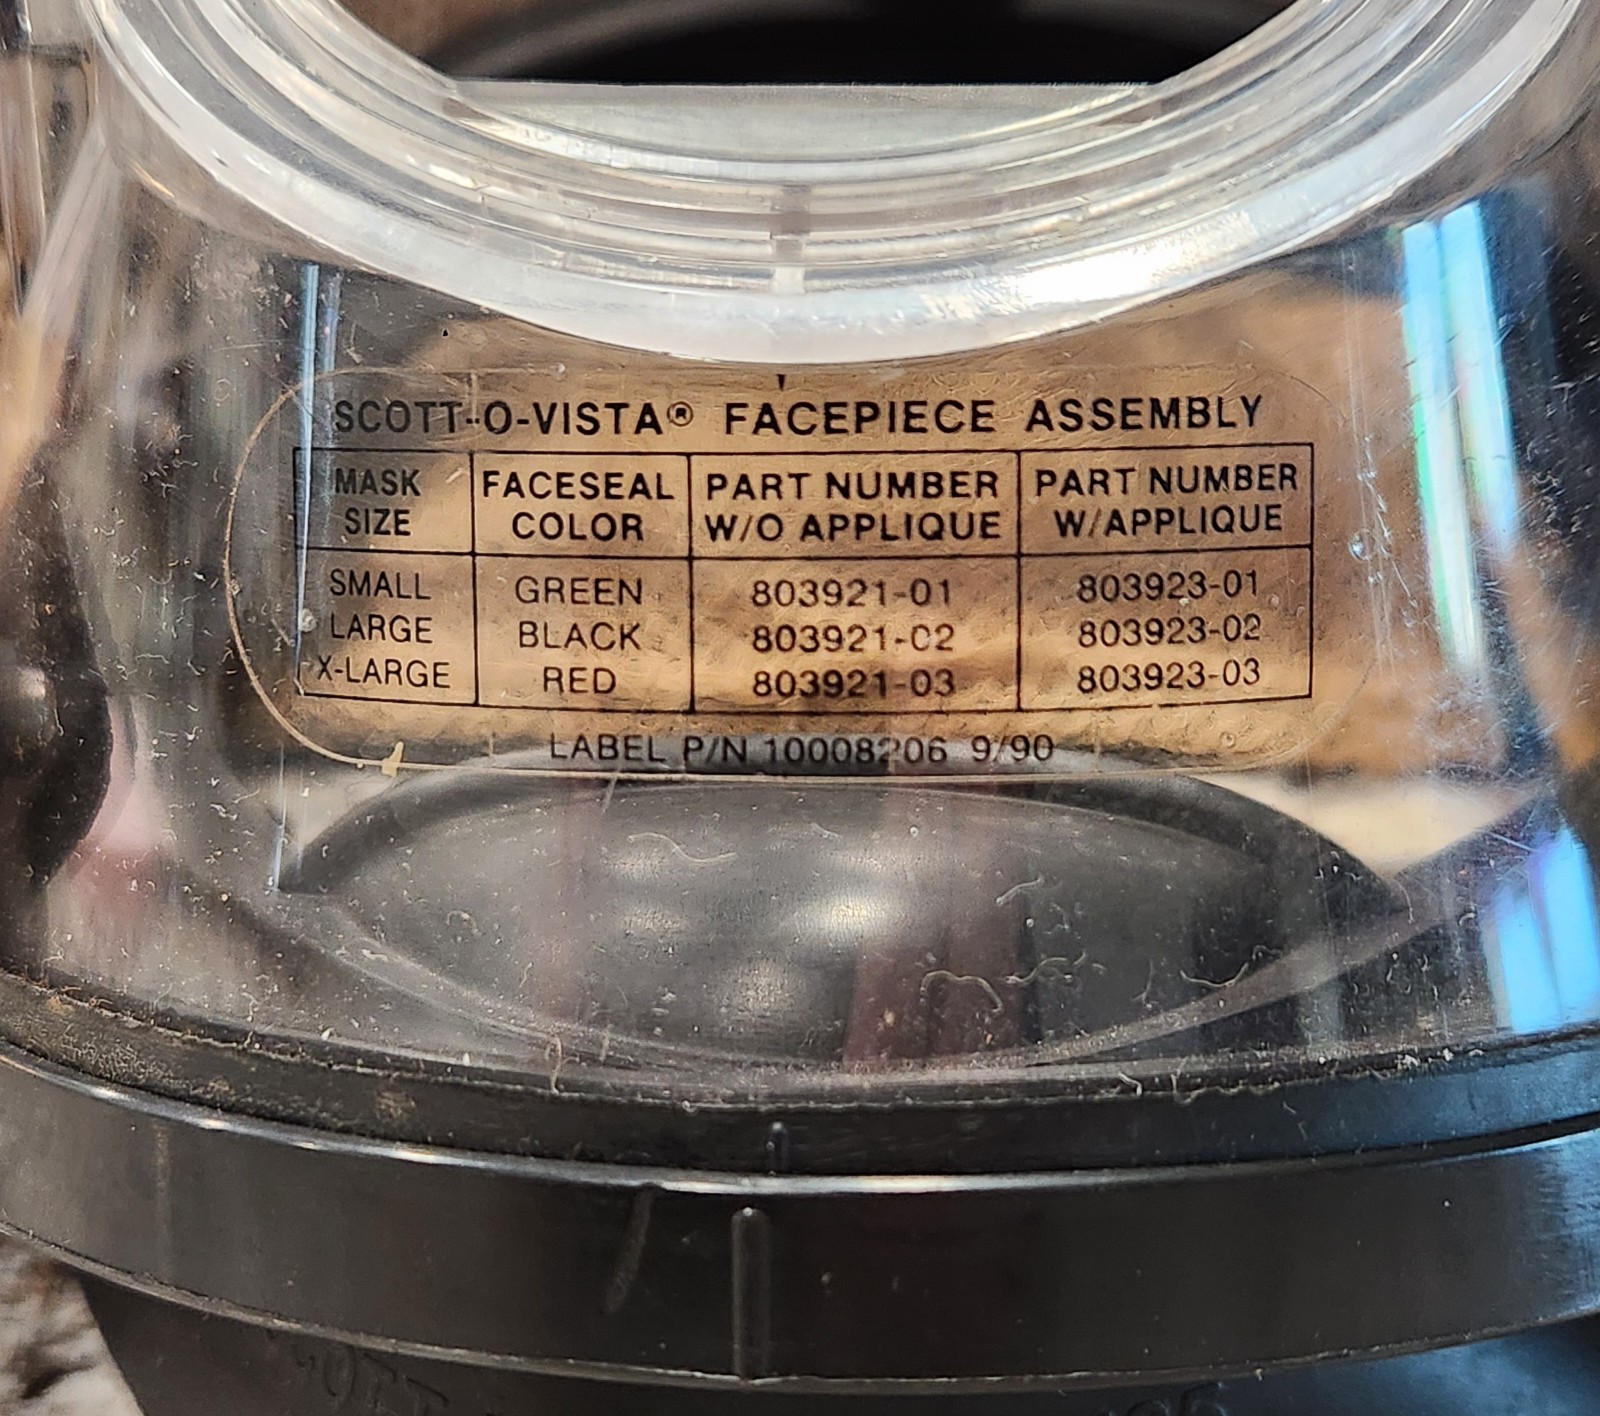 SCOTT-O-VISTA® FACEPIECE ASSEMBLY
MASK SIZE FACESEAL COLOR PART NUMBER W/O APPLIQUE PART NUMBER W/APPLIQUE
SMALL GREEN 803921-01 803923-01
LARGE BLACK 803921-02 803923-02
X-LARGE RED 803921-03 803923-03
LABEL P/N 10008206 9/90